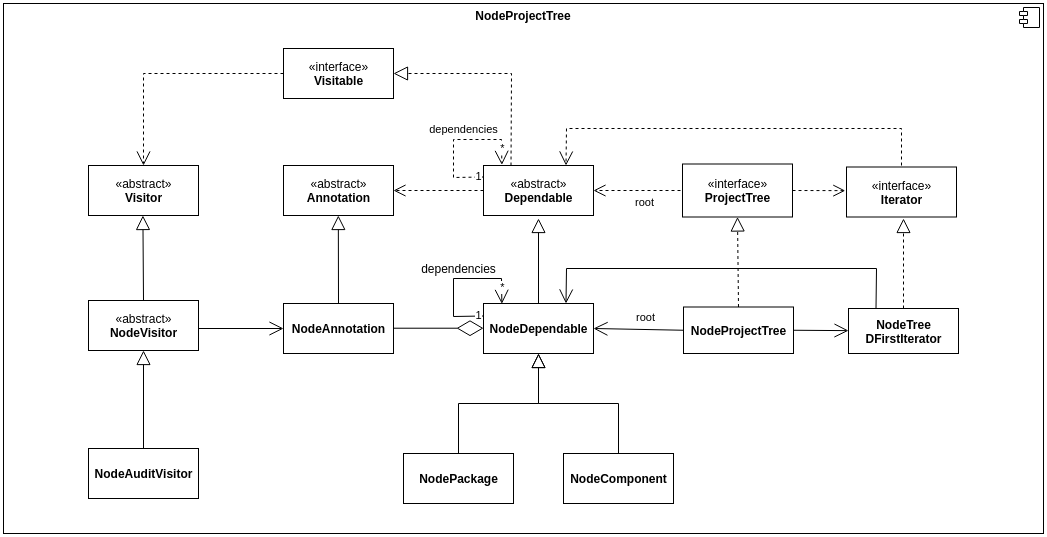 NodeProjectTree
«interface»
Visitable
dependencies
*
1
«abstract»
Visitor
«abstract»
Annotation
«abstract»
Dependable
root
«interface»
ProjectTree
«interface»
Iterator
dependencies
*
1
«abstract»
NodeVisitor
NodeAnnotation
NodeDependable
root
NodeProjectTree
NodeTree
DFirstIterator
NodeAuditVisitor
NodePackage
NodeComponent